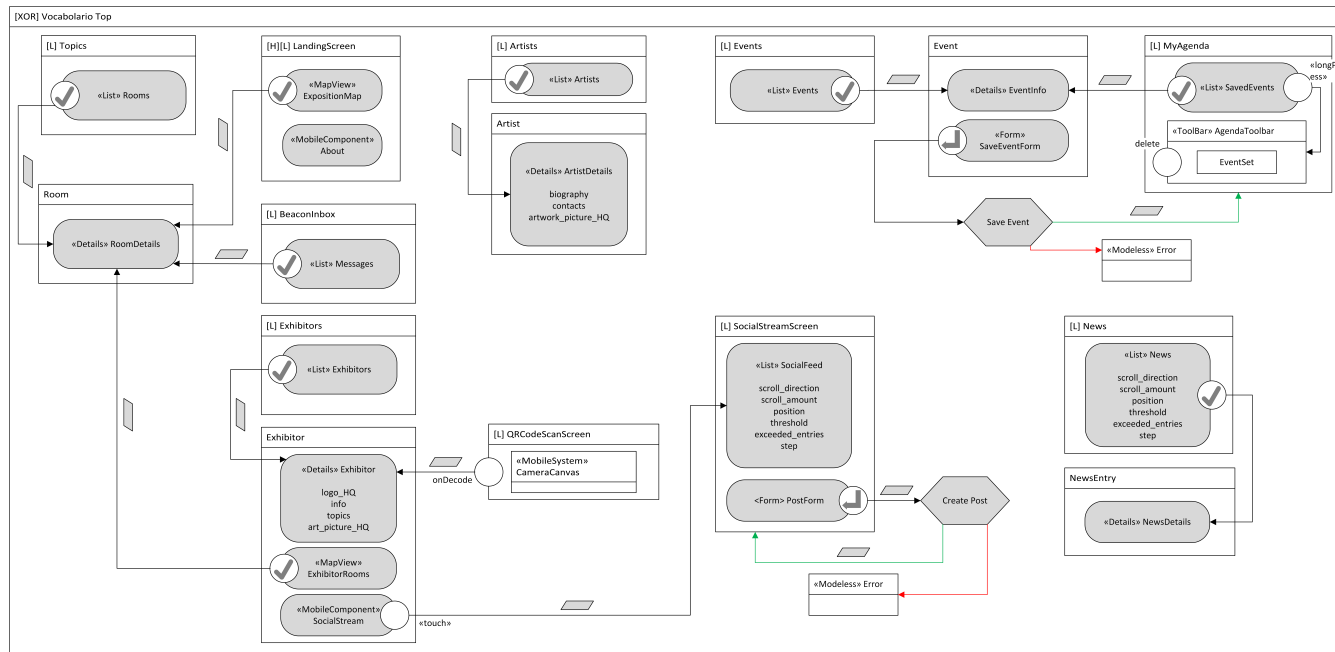 [XOR] Vocabolario Top
[L] Topics
«List» Rooms
[H][L] LandingScreen
«MapView»
ExpositionMap
«MobileComponent»
About
[L] Artists
«List» Artists
Artist
«Details» ArtistDetails
biography
contacts
artwork_picture_HQ
[L] Events
«List» Events
Event
«Details» EventInfo
«Form»
SaveEventForm
[L] MyAgenda
«List» SavedEvents
«longPr
ess»
«ToolBar» AgendaToolbar
EventSet
delete
Save Event
«Modeless» Error
Room
«Details» RoomDetails
[L] BeaconInbox
«List» Messages
[L] Exhibitors
«List» Exhibitors
Exhibitor
«Details» Exhibitor
logo_HQ
info
topics
art_picture_HQ
«MapView»
ExhibitorRooms
«MobileComponent»
SocialStream
«touch»
[L] QRCodeScanScreen
«MobileSystem»
CameraCanvas
onDecode
[L] SocialStreamScreen
«List» SocialFeed
scroll_direction
scroll_amount
position
threshold
exceeded_entries
step
<Form> PostForm
Create Post
«Modeless» Error
[L] News
«List» News
scroll_direction
scroll_amount
position
threshold
exceeded_entries
step
NewsEntry
«Details» NewsDetails